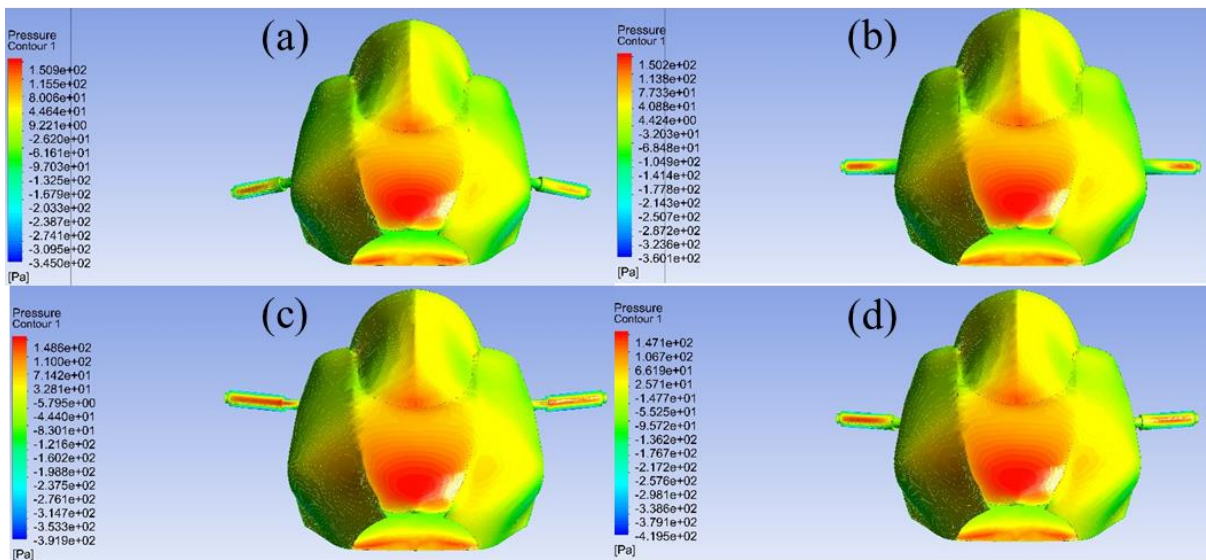 (a)
Pressure
Contour 1
1.509e+02
1.155e+02
8.006e+01
4.464e+01
9.221e+00
-2.620e+01
-6.161e+01
-9.703e+01
-1.325e+02
-1.679e+02
-2.033e+02
-2.387e+02
-2.741e+02
-3.095e+02
-3.450e+02
[Pa]
(b)
Pressure
Contour 1
1.502e+02
1.138e+02
7.733e+01
4.088e+01
4.424e+00
-3.203e+01
-6.848e+01
-1.049e+02
-1.414e+02
-1.778e+02
-2.143e+02
-2.507e+02
-2.872e+02
-3.236e+02
-3.601e+02
[Pa]
(c)
Pressure
Contour 1
1.486e+02
1.100e+02
7.142e+01
3.281e+01
-5.795e+00
-4.440e+01
-8.301e+01
-1.216e+02
-1.602e+02
-1.988e+02
-2.375e+02
-2.761e+02
-3.147e+02
-3.533e+02
-3.919e+02
[Pa]
(d)
Pressure
Contour 1
1.471e+02
1.067e+02
6.619e+01
2.571e+01
-1.477e+01
-5.525e+01
-9.572e+01
-1.362e+02
-1.767e+02
-2.172e+02
-2.576e+02
-2.981e+02
-3.386e+02
-3.791e+02
-4.195e+02
[Pa]